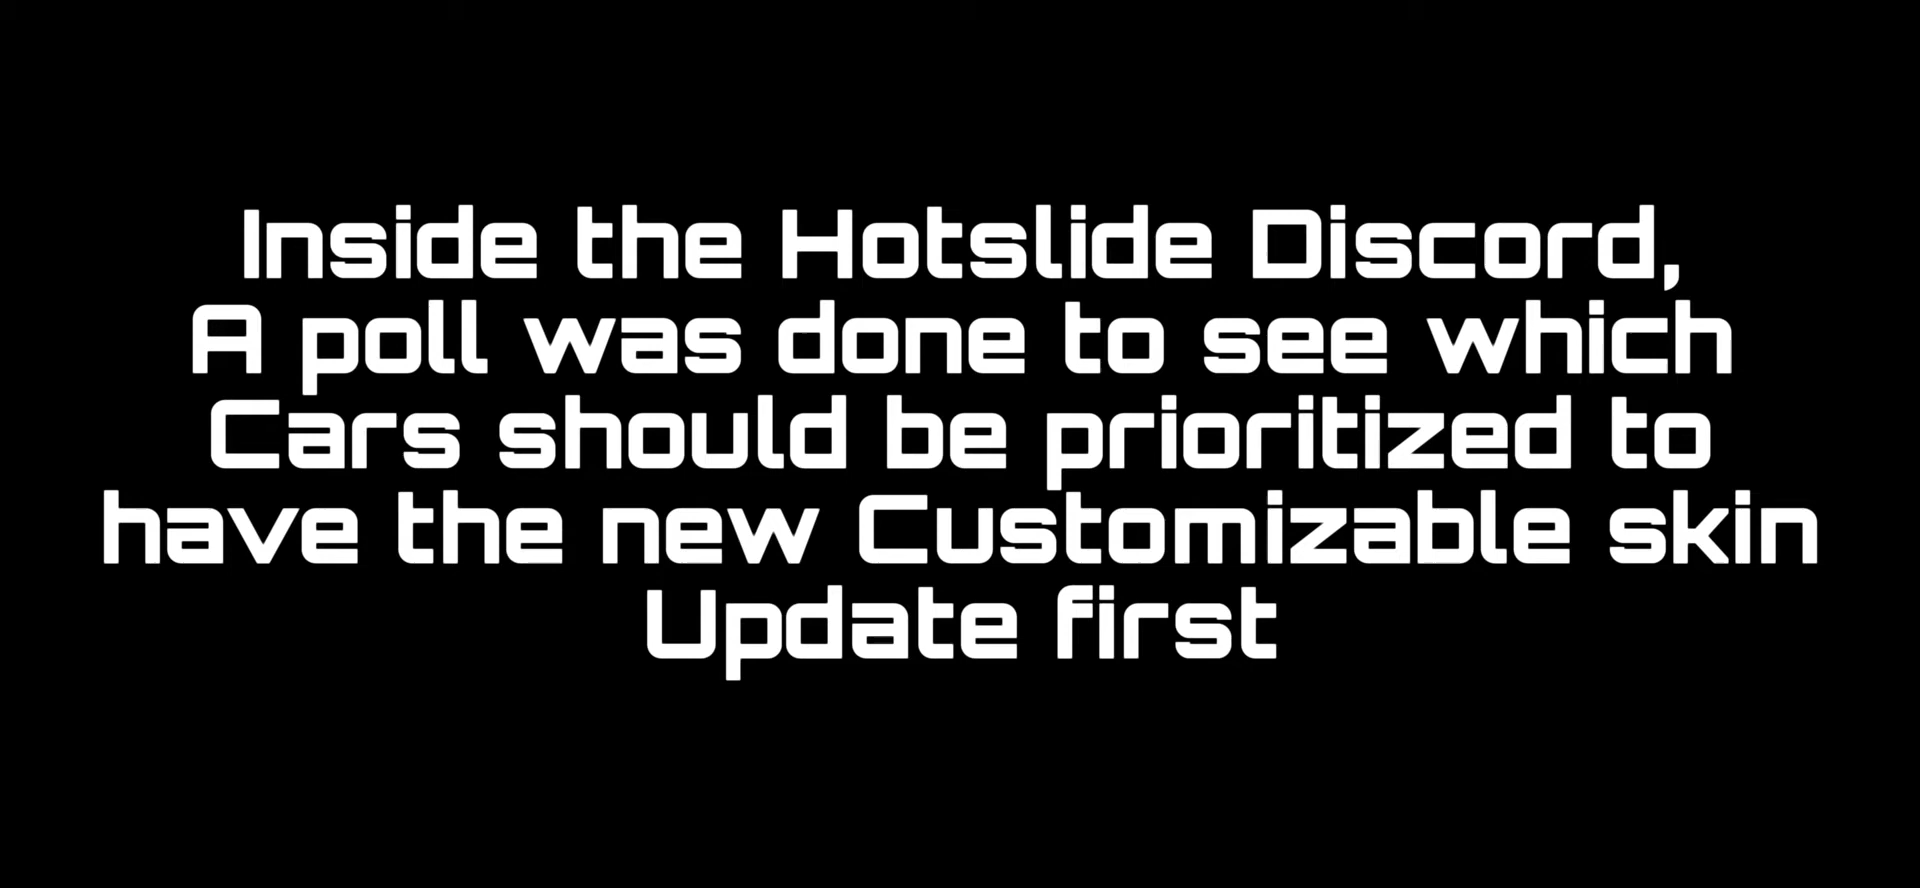 Inside the Hotslide Discord,
A poll was done to see which
Cars should be prioritized to
have the new Customizable skin
Update first